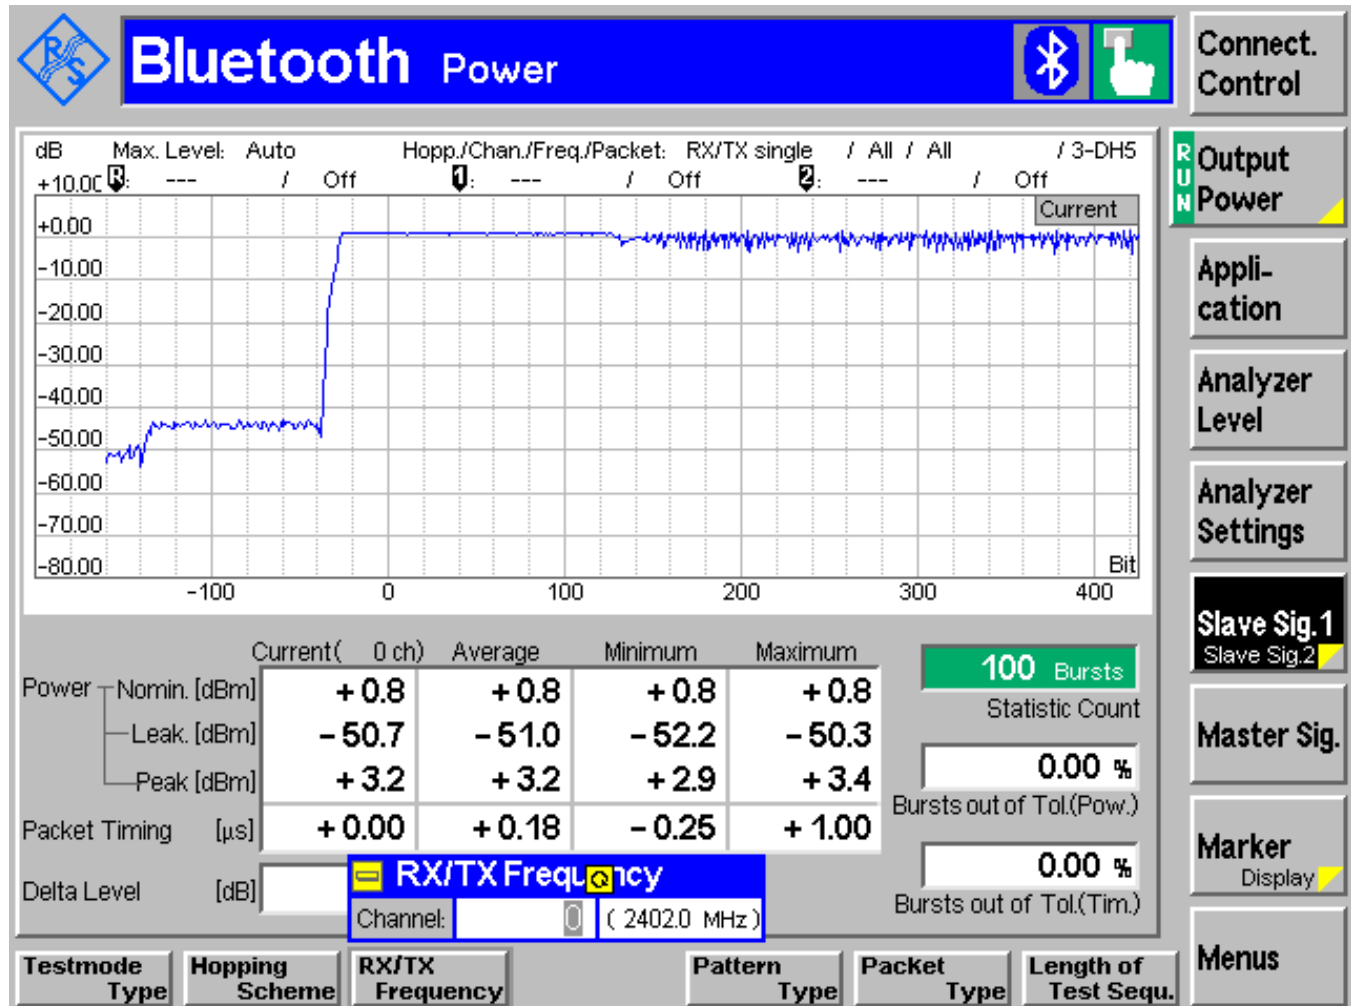 R&S
Bluetooth Power
Connect. Control
dB Max. Level: Auto Hopp./Chan./Freq./Packet: RX/TX single / All / All / 3-DH5
R: --- / Off 1: --- / Off 2: --- / Off
Current
+10.00
+0.00
-10.00
-20.00
-30.00
-40.00
-50.00
-60.00
-70.00
-80.00
Bit
-100 0 100 200 300 400
RUN
Output Power
Appli-
cation
Analyzer
Level
Analyzer
Settings
Slave Sig.1
Slave Sig.2
Master Sig.
Marker
Display
Menus
Current( 0 ch) Average Minimum Maximum
Power Nomin. [dBm] +0.8 +0.8 +0.8 +0.8
Leak. [dBm] -50.7 -51.0 -52.2 -50.3
Peak [dBm] +3.2 +3.2 +2.9 +3.4
Packet Timing [µs] +0.00 +0.18 -0.25 +1.00
Delta Level [dB]
100 Bursts
Statistic Count
0.00 %
Bursts out of Tol.(Pow.)
0.00 %
Bursts out of Tol.(Tim.)
RX/TX Frequency
Channel: 0 ( 2402.0 MHz )
Testmode Type
Hopping Scheme
RX/TX Frequency
Pattern Type
Packet Type
Length of Test Sequ.